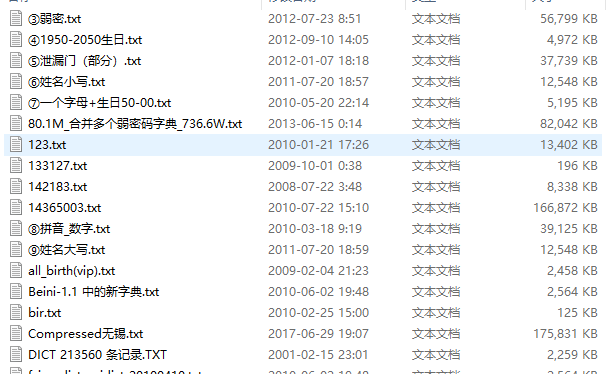 ③弱密.txt 2012-07-23 8:51 文本文档 56,799 KB
④1950-2050生日.txt 2012-09-10 14:05 文本文档 4,972 KB
⑤泄漏门（部分）.txt 2012-01-07 18:18 文本文档 37,739 KB
⑥姓名小写.txt 2011-07-20 18:57 文本文档 12,548 KB
⑦一个字母+生日50-00.txt 2010-05-20 22:14 文本文档 5,195 KB
80.1M_合并多个弱密码字典_736.6W.txt 2013-06-15 0:14 文本文档 82,042 KB
123.txt 2010-01-21 17:26 文本文档 13,402 KB
133127.txt 2009-10-01 0:38 文本文档 196 KB
142183.txt 2008-07-22 3:48 文本文档 8,338 KB
14365003.txt 2010-07-22 15:10 文本文档 166,872 KB
⑧拼音_数字.txt 2010-03-18 9:19 文本文档 39,125 KB
⑨姓名大写.txt 2011-07-20 18:59 文本文档 12,548 KB
all_birth(vip).txt 2009-02-04 21:23 文本文档 2,458 KB
Beini-1.1 中的新字典.txt 2010-06-02 19:48 文本文档 2,564 KB
bir.txt 2010-02-25 15:00 文本文档 125 KB
Compressed无锡.txt 2017-06-29 19:07 文本文档 175,831 KB
DICT 213560 条记录.TXT 2001-02-15 23:01 文本文档 2,259 KB